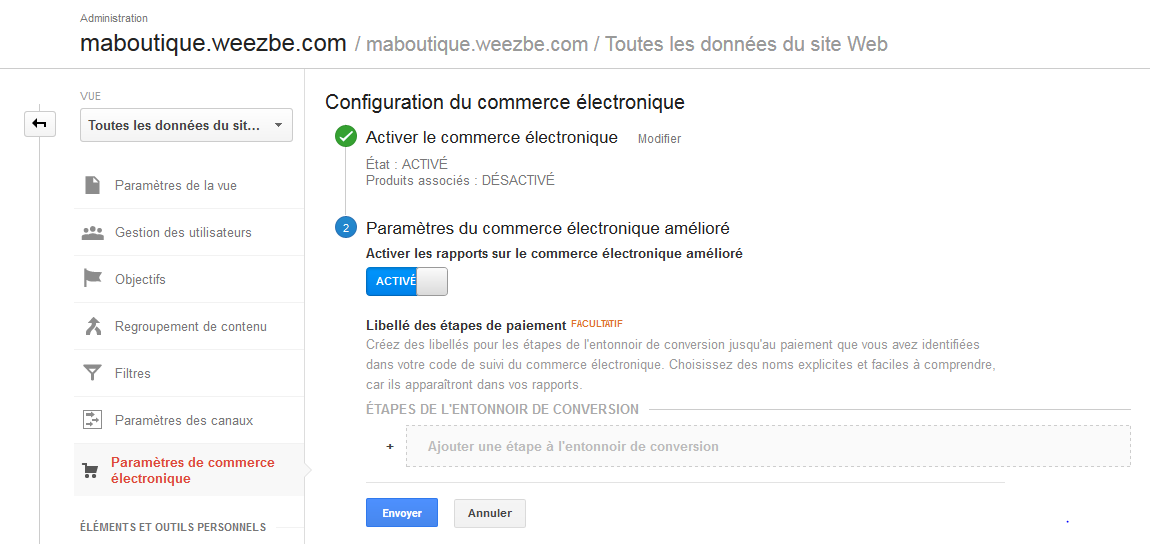 Administration
maboutique.weezbe.com / maboutique.weezbe.com / Toutes les données du site Web
VUE
Toutes les données du sit...
Paramètres de la vue
Gestion des utilisateurs
Objectifs
Regroupement de contenu
Filtres
Paramètres des canaux
Paramètres de commerce
électronique
ÉLÉMENTS ET OUTILS PERSONNELS
Configuration du commerce électronique
Activer le commerce électronique Modifier
État : ACTIVÉ
Produits associés : DÉSACTIVÉ
2 Paramètres du commerce électronique amélioré
Activer les rapports sur le commerce électronique amélioré
ACTIVÉ
Libellé des étapes de paiement FACULTATIF
Créez des libellés pour les étapes de l'entonnoir de conversion jusqu'au paiement que vous avez identifiées
dans votre code de suivi du commerce électronique. Choisissez des noms explicites et faciles à comprendre,
car ils apparaîtront dans vos rapports.
ÉTAPES DE L'ENTONNOIR DE CONVERSION
+ Ajouter une étape à l'entonnoir de conversion
Envoyer Annuler
.